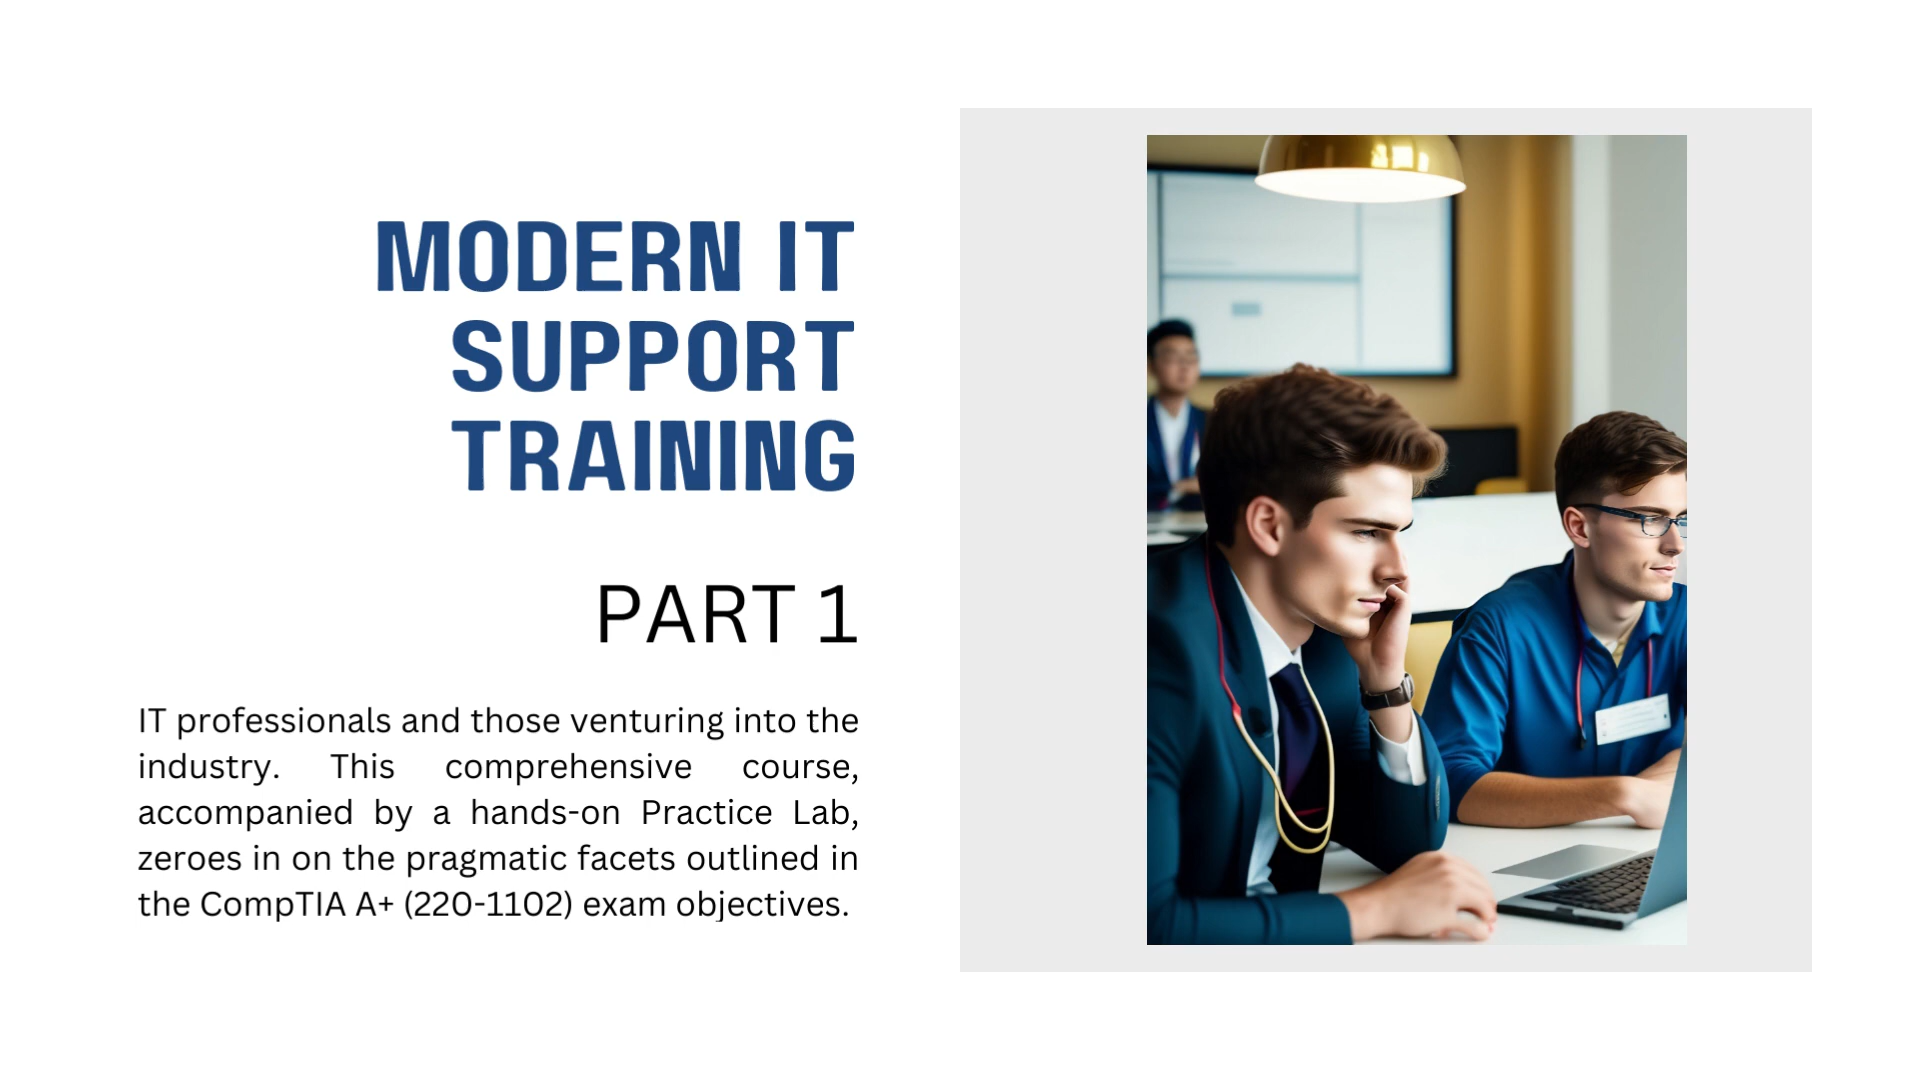 MODERN IT
SUPPORT
TRAINING
PART 1
IT professionals and those venturing into the
industry. This comprehensive course,
accompanied by a hands-on Practice Lab,
zeroes in on the pragmatic facets outlined in
the CompTIA A+ (220-1102) exam objectives.